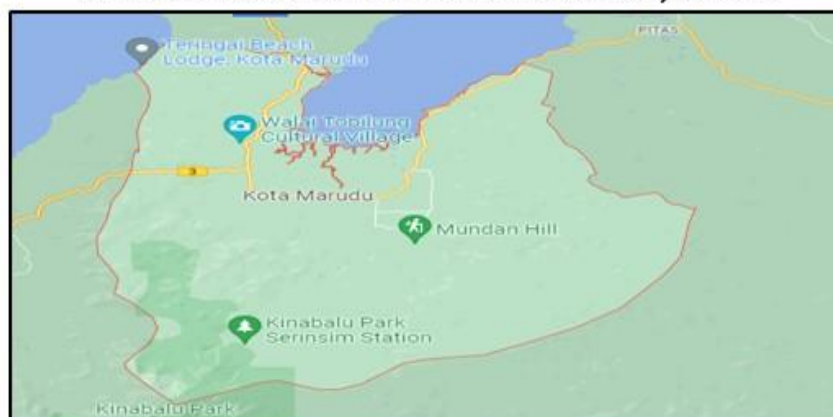 Teringai Beach
Lodge, Kota Marudu
PITAS
Walai Tobilung
Cultural Village
3
Kota Marudu
Mundan Hill
Kinabalu Park
Serinsim Station
Kinabalu Park